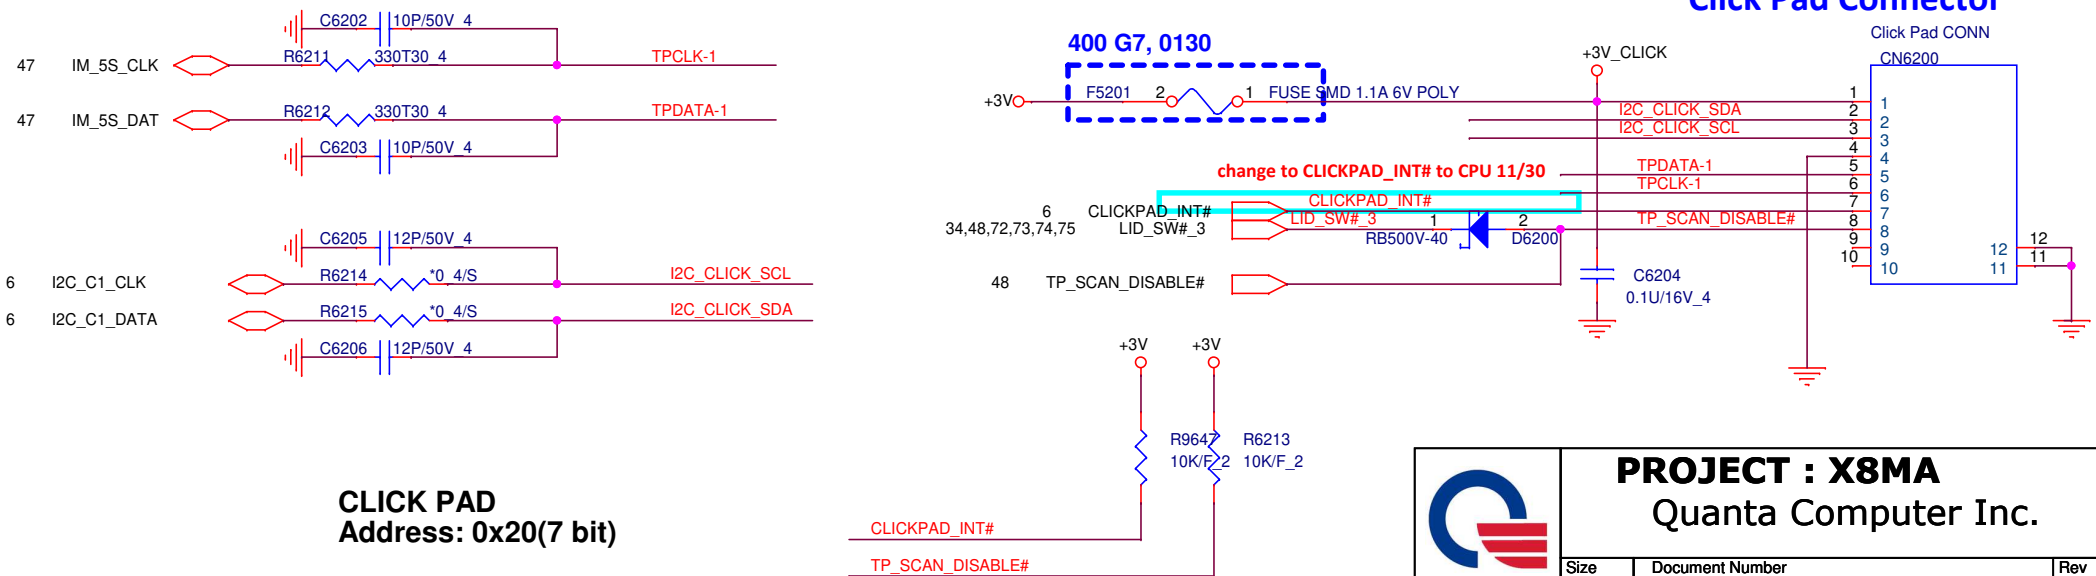 Click Pad Connector
C6202 10P/50V_4
47 IM_5S_CLK R6211 330T30_4 TPCLK-1
47 IM_5S_DAT R6212 330T30_4 TPDATA-1
C6203 10P/50V_4
C6205 12P/50V_4
6 I2C_C1_CLK R6214 *0_4/S I2C_CLICK_SCL
6 I2C_C1_DATA R6215 *0_4/S I2C_CLICK_SDA
C6206 12P/50V_4
CLICK PAD
Address: 0x20(7 bit)
400 G7, 0130
+3V F5201 2 1 FUSE SMD 1.1A 6V POLY
+3V_CLICK
Click Pad CONN
CN6200
I2C_CLICK_SDA
I2C_CLICK_SCL
TPDATA-1
TPCLK-1
change to CLICKPAD_INT# to CPU 11/30
6 CLICKPAD_INT# CLICKPAD_INT#
34,48,72,73,74,75 LID_SW#_3 LID_SW#_3 1 2 TP_SCAN_DISABLE#
RB500V-40 D6200
48 TP_SCAN_DISABLE#
C6204
0.1U/16V_4
1 1
2 2
3 3
4 4
5 5
6 6
7 7
8 8
9 9
10 10
12 12
11 11
+3V +3V
R9647 R6213
10K/F_2 10K/F_2
CLICKPAD_INT#
TP_SCAN_DISABLE#
PROJECT : X8MA
Quanta Computer Inc.
Size Document Number Rev